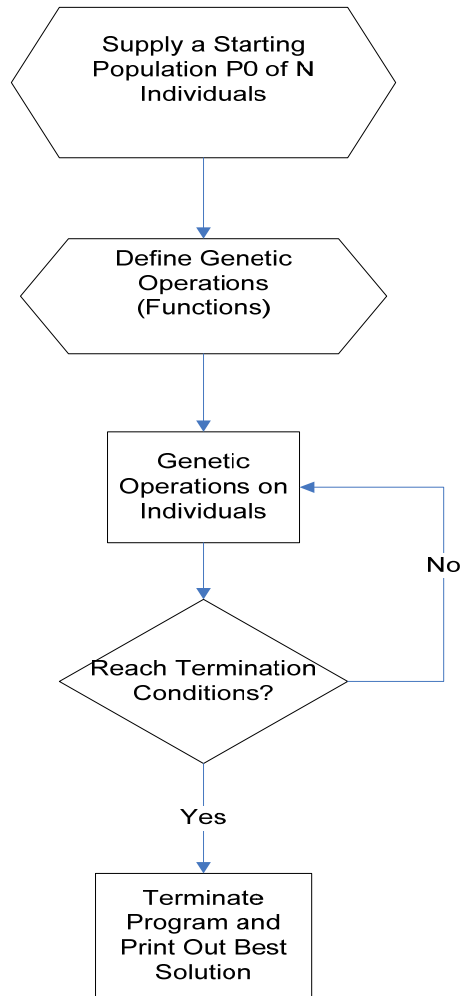 Supply a Starting
Population P0 of N
Individuals
Define Genetic
Operations
(Functions)
Genetic
Operations on
Individuals
No
Reach Termination
Conditions?
Yes
Terminate
Program and
Print Out Best
Solution